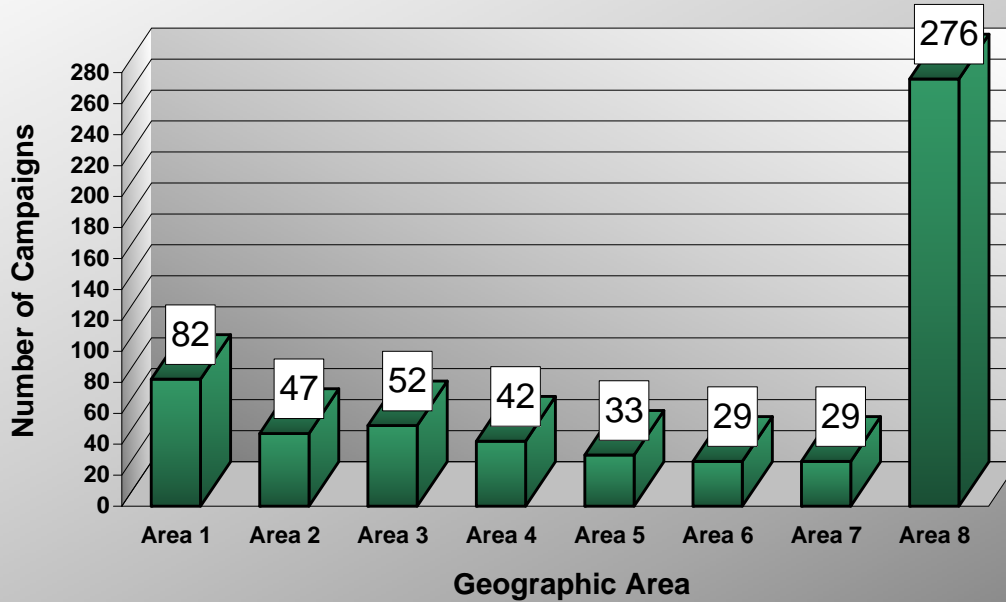 276
280
260
240
220
200
180
160
140
120
100
80
60
40
20
0
Number of Campaigns
82
47
52
42
33
29
29
Area 1
Area 2
Area 3
Area 4
Area 5
Area 6
Area 7
Area 8
Geographic Area